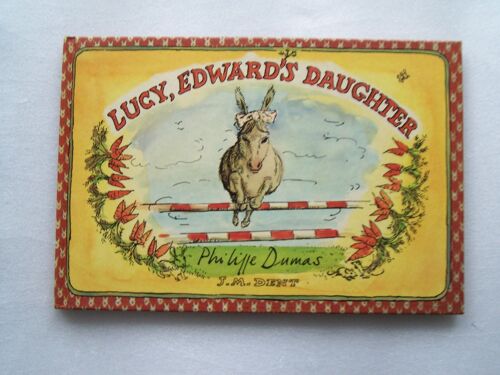 LUCY, EDWARD'S DAUGHTER
Philippe Dumas
J.M. DENT